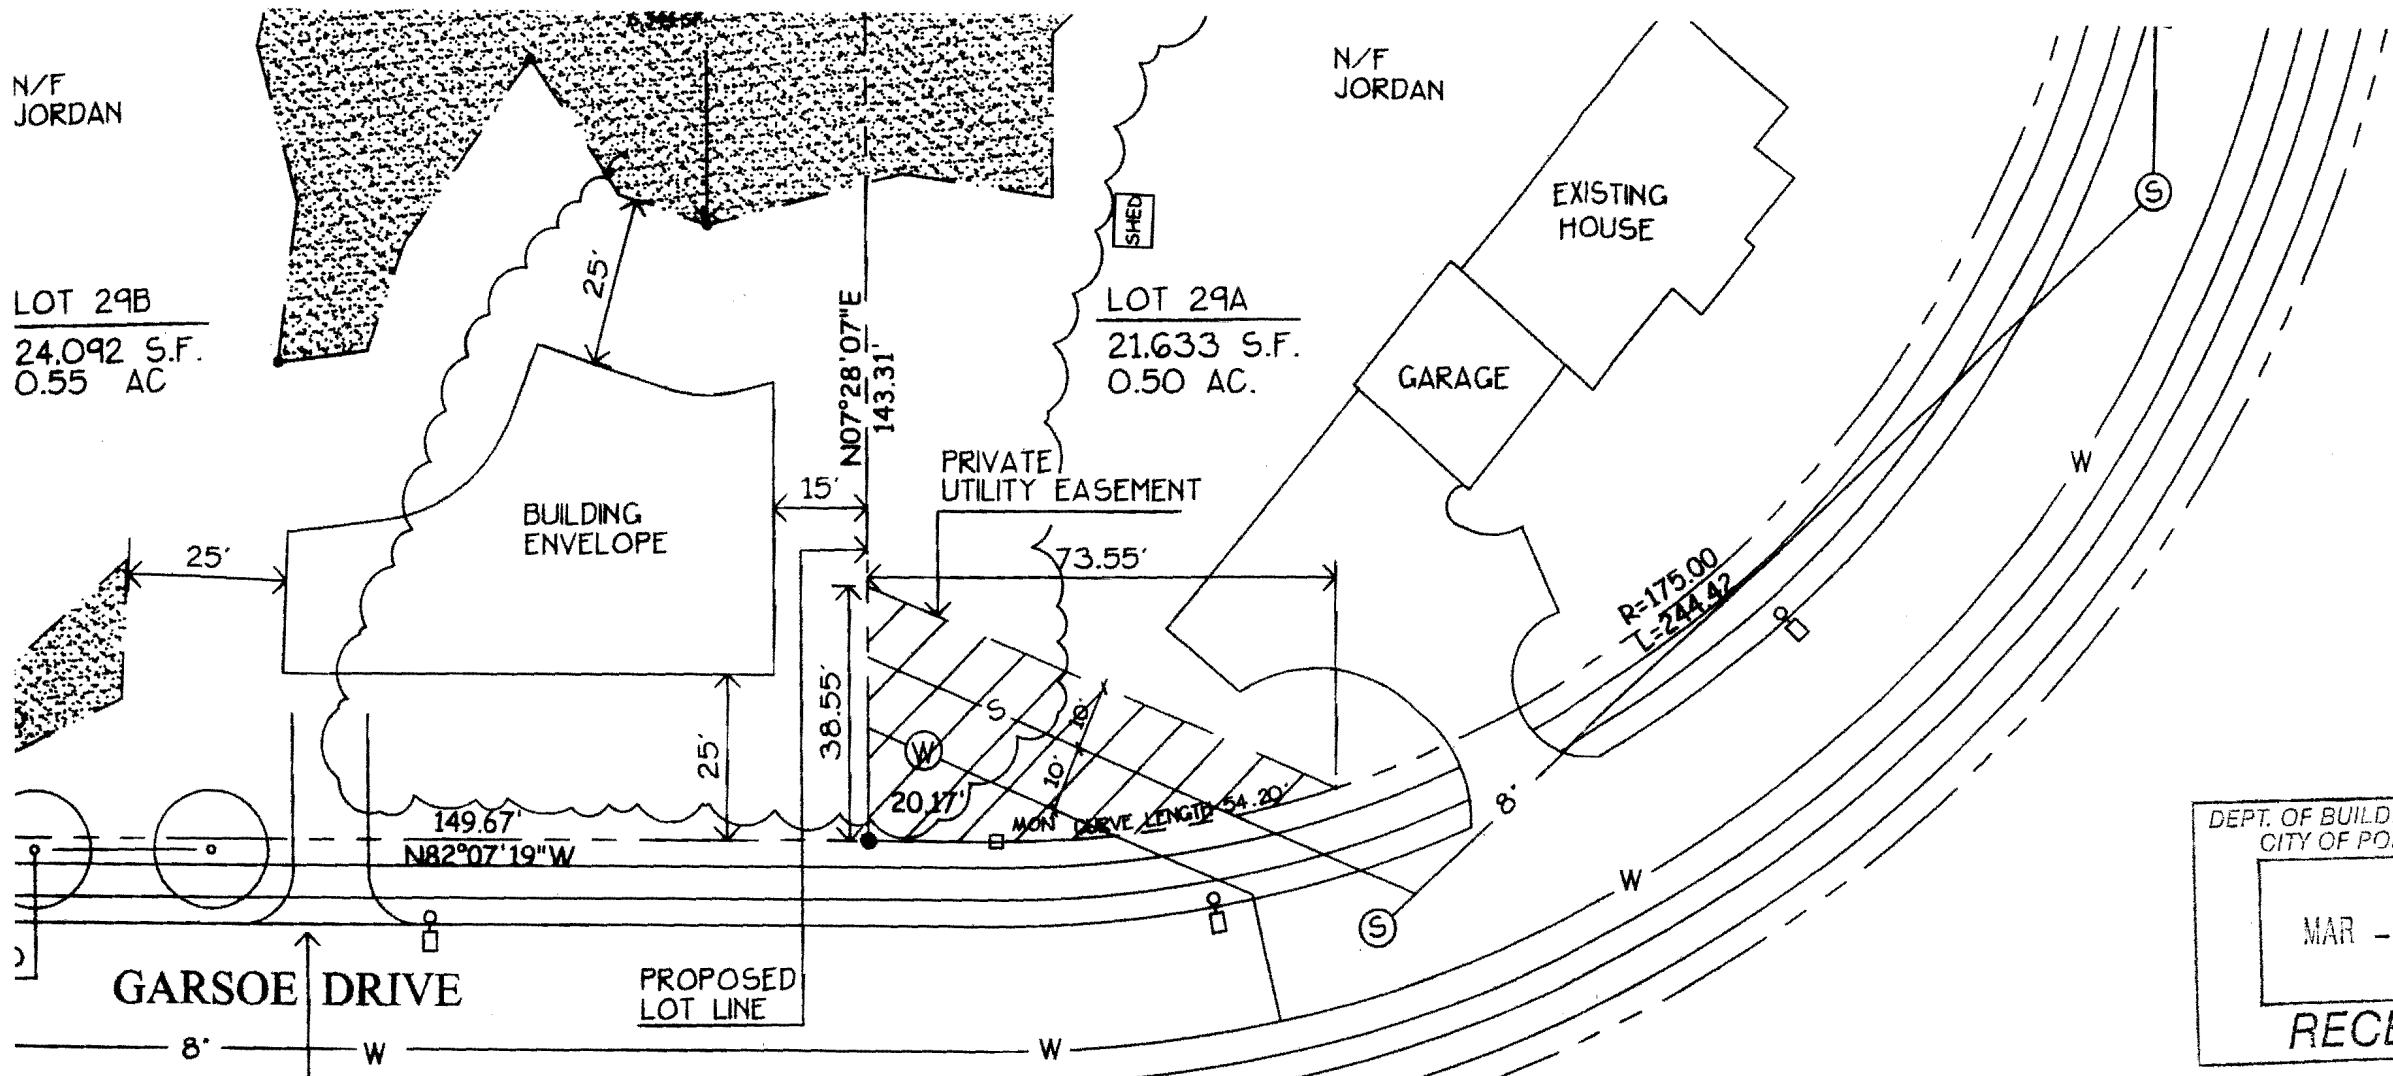 N/F
JORDAN
N/F
JORDAN
EXISTING
HOUSE
SHED
25'
LOT 29B
24,092 S.F.
0.55 AC
N07°28'07"E
143.31'
LOT 29A
21,633 S.F.
0.50 AC.
GARAGE
PRIVATE
UTILITY EASEMENT
15'
BUILDING
ENVELOPE
25'
73.55'
R=175.00
L=244.42
W
S
38.55'
25'
S
W
10'
10'
20.17'
MON
CURVE LENGTH 54.20'
8"
149.67'
N82°07'19"W
W
S
GARSOE DRIVE
PROPOSED
LOT LINE
8"
W
W
DEPT. OF BUILD
CITY OF PO
MAR -
RECE